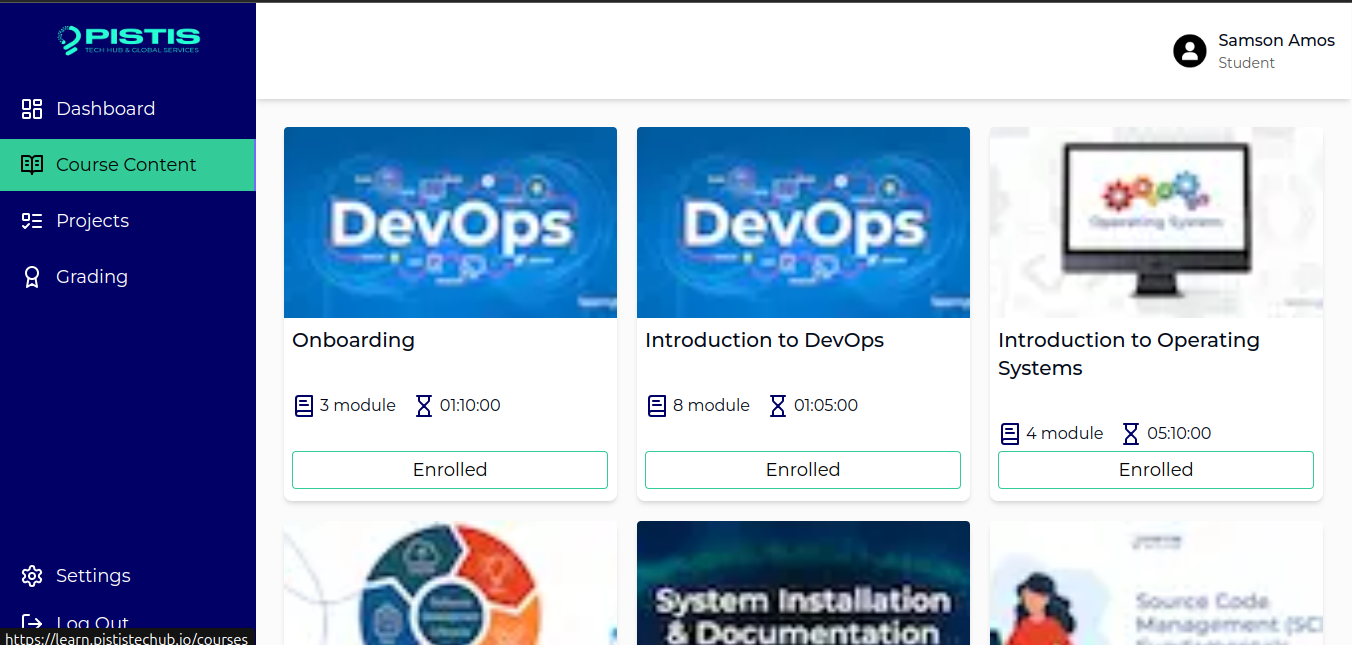 PISTIS
TECH HUB & GLOBAL SERVICES
Samson Amos
Student
Dashboard
Course Content
Projects
Grading
Settings
Log Out
https://learn.pististechub.io/courses
DevOps
Onboarding
3 module 01:10:00
Enrolled
DevOps
Introduction to DevOps
8 module 01:05:00
Enrolled
Operating System
Introduction to Operating
Systems
4 module 05:10:00
Enrolled
System Installation
& Documentation
Source Code
Management (SC
Fundamentals